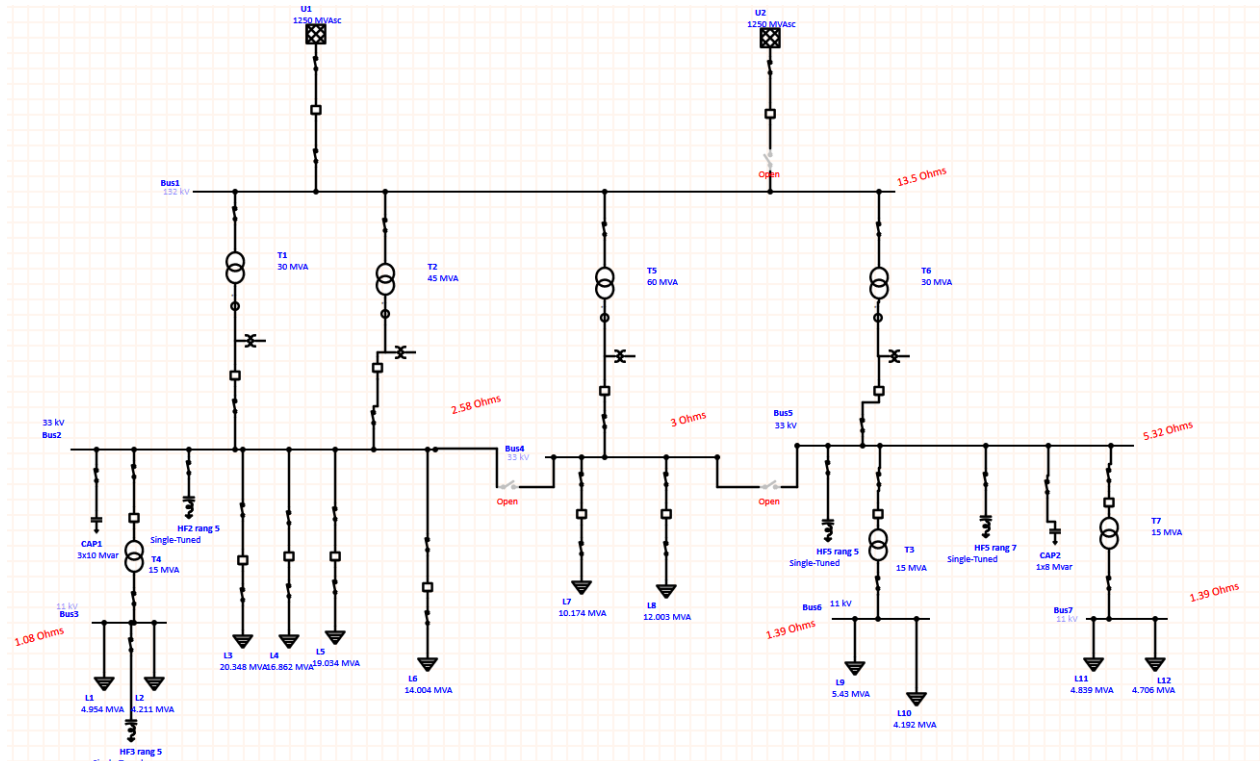 U1
1250 MVAsc
U2
1250 MVAsc
Open
Bus1
132 kV
13.5 Ohms
T1
30 MVA
T2
45 MVA
T5
60 MVA
T6
30 MVA
2.58 Ohms
3 Ohms
5.32 Ohms
33 kV
Bus2
Bus4
33 kV
Bus5
33 kV
Open
Open
CAP1
3x10 Mvar
T4
15 MVA
HF2 rang 5
Single-Tuned
HF5 rang 5
Single-Tuned
T3
15 MVA
HF5 rang 7
Single-Tuned
CAP2
1x8 Mvar
T7
15 MVA
11 kV
Bus3
1.08 Ohms
L1
4.954 MVA
L2
4.211 MVA
HF3 rang 5
Single-Tuned
L3
20.348 MVA
L4
16.862 MVA
L5
19.034 MVA
L6
14.004 MVA
L7
10.174 MVA
L8
12.003 MVA
Bus6
11 kV
1.39 Ohms
L9
5.43 MVA
L10
4.192 MVA
Bus7
11 kV
1.39 Ohms
L11
4.839 MVA
L12
4.706 MVA